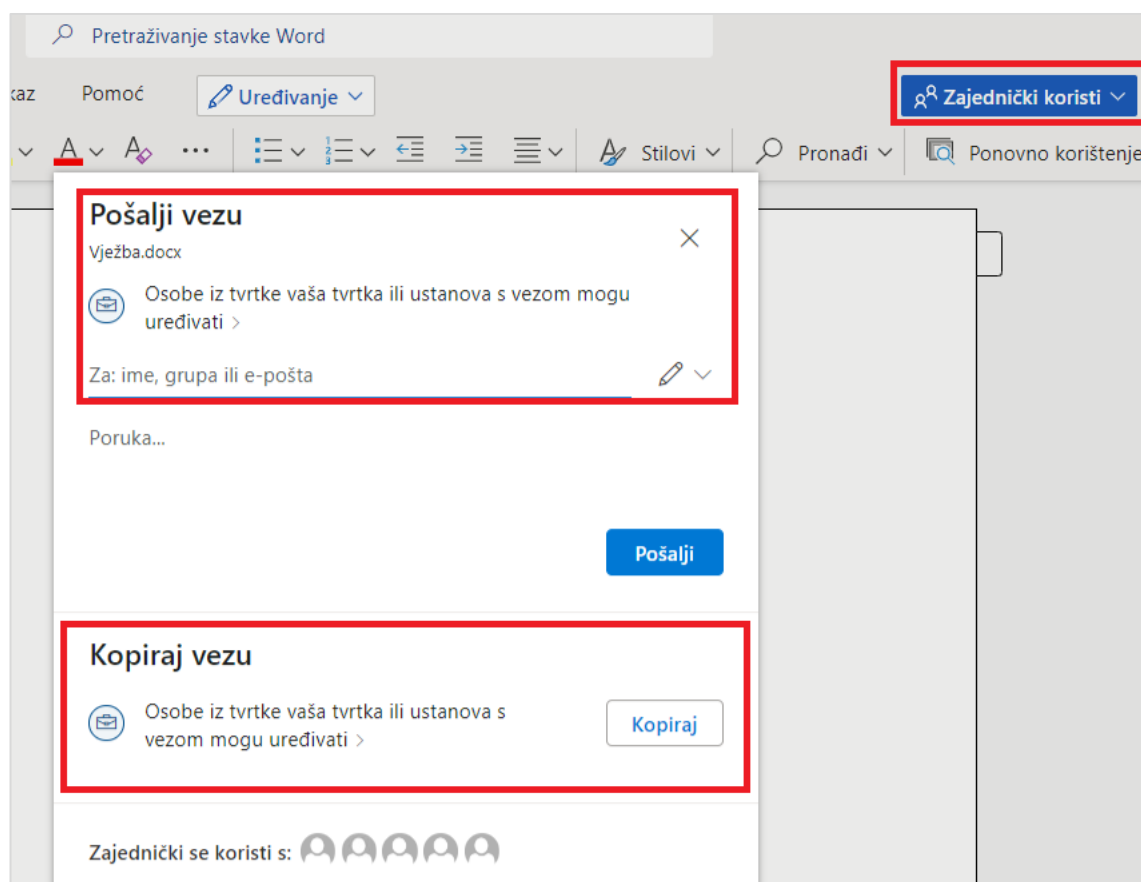 Pretraživanje stavke Word
kaz Pomoć Uređivanje Zajednički koristi
Stilovi Pronađi Ponovno korištenje
Pošalji vezu
Vježba.docx
Osobe iz tvrtke vaša tvrtka ili ustanova s vezom mogu
uređivati >
Za: ime, grupa ili e-pošta
Poruka...
Pošalji
Kopiraj vezu
Osobe iz tvrtke vaša tvrtka ili ustanova s
vezom mogu uređivati >
Kopiraj
Zajednički se koristi s: